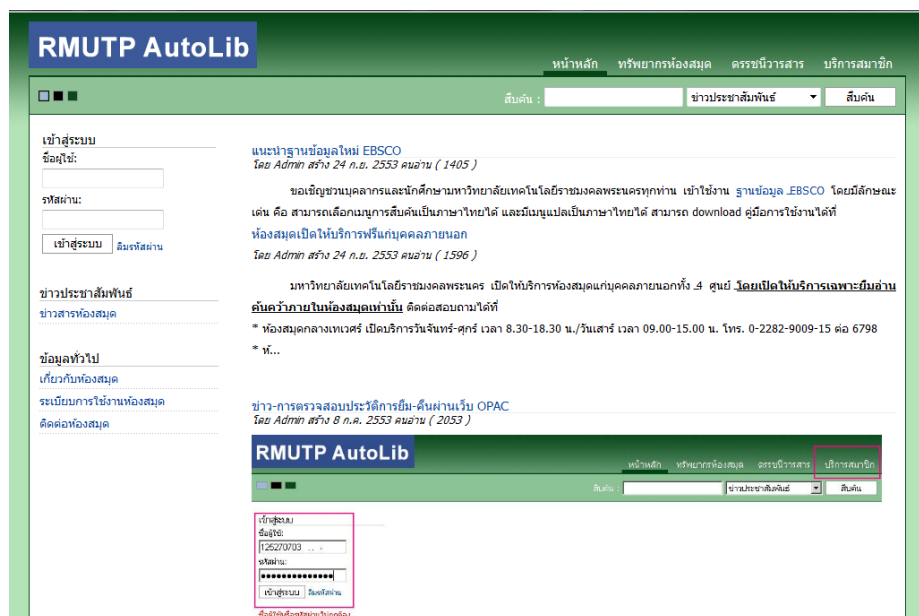 RMUTP AutoLib
หน้าหลัก ทรัพยากรห้องสมุด ดรรชนีวารสาร บริการสมาชิก
สืบค้น : ข่าวประชาสัมพันธ์ สืบค้น
เข้าสู่ระบบ
ชื่อผู้ใช้:
รหัสผ่าน:
เข้าสู่ระบบ ลืมรหัสผ่าน
ข่าวประชาสัมพันธ์
ข่าวสารห้องสมุด
ข้อมูลทั่วไป
เกี่ยวกับห้องสมุด
ระเบียบการใช้งานห้องสมุด
ติดต่อห้องสมุด
แนะนำฐานข้อมูลใหม่ EBSCO
โดย Admin สร้าง 24 ก.ย. 2553 คนอ่าน ( 1405 )
ขอเชิญชวนบุคลากรและนักศึกษามหาวิทยาลัยเทคโนโลยีราชมงคลพระนครทุกท่าน เข้าใช้งาน ฐานข้อมูล EBSCO โดยมีลักษณะ
เด่น คือ สามารถเลือกเมนูการสืบค้นเป็นภาษาไทยได้ และมีเมนูแปลเป็นภาษาไทยได้ สามารถ download คู่มือการใช้งานได้ที่
ห้องสมุดเปิดให้บริการฟรีแก่บุคคลภายนอก
โดย Admin สร้าง 24 ก.ย. 2553 คนอ่าน ( 1596 )
มหาวิทยาลัยเทคโนโลยีราชมงคลพระนคร เปิดให้บริการห้องสมุดแก่บุคคลภายนอกทั้ง 4 ศูนย์ โดยเปิดให้บริการเฉพาะยืมอ่าน
ค้นคว้าภายในห้องสมุดเท่านั้น ติดต่อสอบถามได้ที่
* ห้องสมุดกลางเทเวศร์ เปิดบริการวันจันทร์-ศุกร์ เวลา 8.30-18.30 น./วันเสาร์ เวลา 09.00-15.00 น. โทร. 0-2282-9009-15 ต่อ 6798
* ห้...
ข่าว-การตรวจสอบประวัติการยืม-คืนผ่านเว็บ OPAC
โดย Admin สร้าง 8 ก.ค. 2553 คนอ่าน ( 2053 )
RMUTP AutoLib
หน้าหลัก ทรัพยากรห้องสมุด ดรรชนีวารสาร บริการสมาชิก
สืบค้น : ข่าวประชาสัมพันธ์ สืบค้น
เข้าสู่ระบบ
ชื่อผู้ใช้:
125270703
รหัสผ่าน:
เข้าสู่ระบบ ลืมรหัสผ่าน